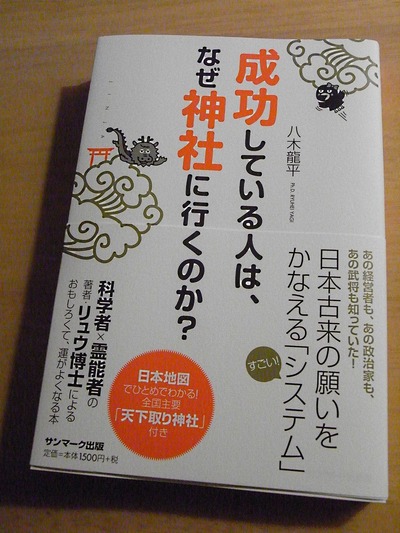 成功している人は、
なぜ神社に行くのか?
八木龍平
Ph.D. RYUHEI YAGI
あの経営者も、あの政治家も、
あの武将も知っていた!
日本古来の願いを
かなえる「システム」
すごい!
日本地図
でひとめでわかる!
全国主要
「天下取り神社」
付き
科学者×霊能者の
著者・リュウ博士による
おもしろくて、運がよくなる本
サンマーク出版
定価=本体1500円+税